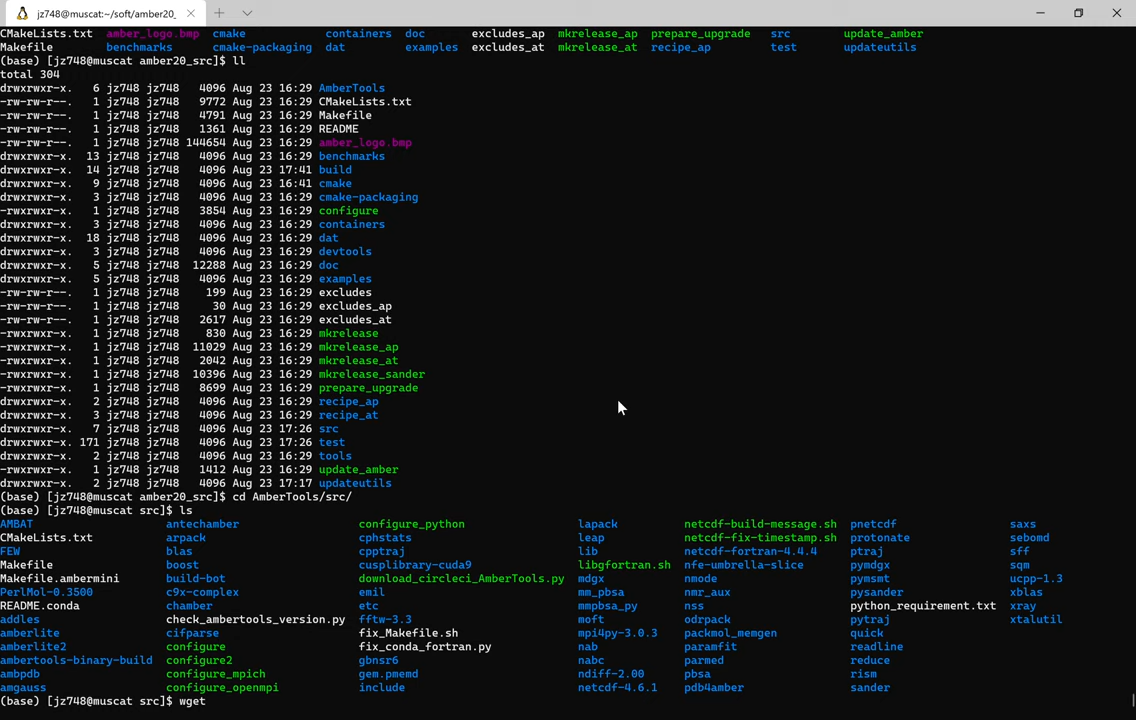 jz748@muscat:~/soft/amber20_
CMakeLists.txt amber_logo.bmp cmake containers doc excludes_ap mkrelease_ap prepare_upgrade src update_amber
Makefile benchmarks cmake-packaging dat examples excludes_at mkrelease_at recipe_ap test updateutils
(base) [jz748@muscat amber20_src]$ ll
total 304
drwxrwxr-x. 6 jz748 jz748 4096 Aug 23 16:29 AmberTools
-rw-rw-r--. 1 jz748 jz748 9772 Aug 23 16:29 CMakeLists.txt
-rw-rw-r--. 1 jz748 jz748 4791 Aug 23 16:29 Makefile
-rw-rw-r--. 1 jz748 jz748 1361 Aug 23 16:29 README
-rw-rw-r--. 1 jz748 jz748 144654 Aug 23 16:29 amber_logo.bmp
drwxrwxr-x. 13 jz748 jz748 4096 Aug 23 16:29 benchmarks
drwxrwxr-x. 14 jz748 jz748 4096 Aug 23 17:41 build
drwxrwxr-x. 9 jz748 jz748 4096 Aug 23 16:41 cmake
drwxrwxr-x. 3 jz748 jz748 4096 Aug 23 16:29 cmake-packaging
-rwxrwxr-x. 1 jz748 jz748 3854 Aug 23 16:29 configure
drwxrwxr-x. 3 jz748 jz748 4096 Aug 23 16:29 containers
drwxrwxr-x. 18 jz748 jz748 4096 Aug 23 16:29 dat
drwxrwxr-x. 3 jz748 jz748 4096 Aug 23 16:29 devtools
drwxrwxr-x. 5 jz748 jz748 12288 Aug 23 16:29 doc
drwxrwxr-x. 5 jz748 jz748 4096 Aug 23 16:29 examples
-rw-rw-r--. 1 jz748 jz748 199 Aug 23 16:29 excludes
-rw-rw-r--. 1 jz748 jz748 30 Aug 23 16:29 excludes_ap
-rw-rw-r--. 1 jz748 jz748 2617 Aug 23 16:29 excludes_at
-rwxrwxr-x. 1 jz748 jz748 830 Aug 23 16:29 mkrelease
-rwxrwxr-x. 1 jz748 jz748 11029 Aug 23 16:29 mkrelease_ap
-rwxrwxr-x. 1 jz748 jz748 2042 Aug 23 16:29 mkrelease_at
-rwxrwxr-x. 1 jz748 jz748 10396 Aug 23 16:29 mkrelease_sander
-rwxrwxr-x. 1 jz748 jz748 8699 Aug 23 16:29 prepare_upgrade
drwxrwxr-x. 2 jz748 jz748 4096 Aug 23 16:29 recipe_ap
drwxrwxr-x. 3 jz748 jz748 4096 Aug 23 16:29 recipe_at
drwxrwxr-x. 7 jz748 jz748 4096 Aug 23 17:26 src
drwxrwxr-x. 171 jz748 jz748 4096 Aug 23 17:26 test
drwxrwxr-x. 2 jz748 jz748 4096 Aug 23 16:29 tools
-rwxrwxr-x. 1 jz748 jz748 1412 Aug 23 16:29 update_amber
drwxrwxr-x. 2 jz748 jz748 4096 Aug 23 17:17 updateutils
(base) [jz748@muscat amber20_src]$ cd AmberTools/src/
(base) [jz748@muscat src]$ ls
AMBAT antechamber configure_python lapack netcdf-build-message.sh pnetcdf saxs
CMakeLists.txt arpack cphstats leap netcdf-fix-timestamp.sh protonate sebomd
FEW blas cpptraj lib netcdf-fortran-4.4.4 ptraj sff
Makefile boost cusplibrary-cuda9 libgfortran.sh nfe-umbrella-slice pymdgx sqm
Makefile.ambermini build-bot download_circleci_AmberTools.py mdgx nmode pymsmt ucpp-1.3
PerlMol-0.3500 c9x-complex emil mm_pbsa nmr_aux pysander xblas
README.conda chamber etc mmpbsa_py nss python_requirement.txt xray
addles check_ambertools_version.py fftw-3.3 moft odrpack pytraj xtalutil
amberlite cifparse fix_Makefile.sh mpi4py-3.0.3 packmol_memgen quick
amberlite2 configure fix_conda_fortran.py nab paramfit readline
ambertools-binary-build configure2 gbnsr6 nabc parmed reduce
ambpdb configure_mpich gem.pmemd ndiff-2.00 pbsa rism
amgauss configure_openmpi include netcdf-4.6.1 pdb4amber sander
(base) [jz748@muscat src]$ wget